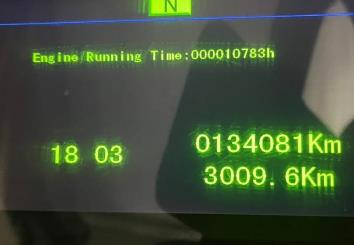 N
Engine Running Time:000010783h
18 03
0134081Km
3009.6Km